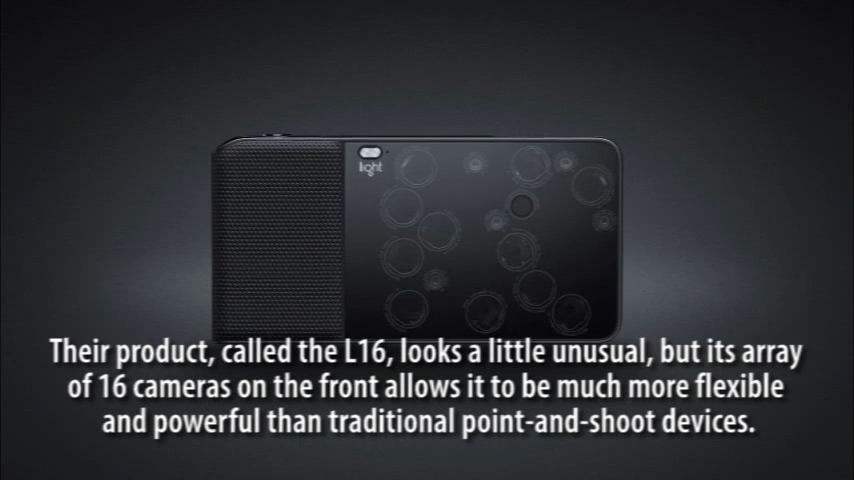 light
Their product, called the L16, looks a little unusual, but its array
of 16 cameras on the front allows it to be much more flexible
and powerful than traditional point-and-shoot devices.